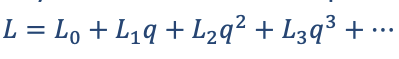 L = L₀ + L₁q + L₂q² + L₃q³ + ⋯